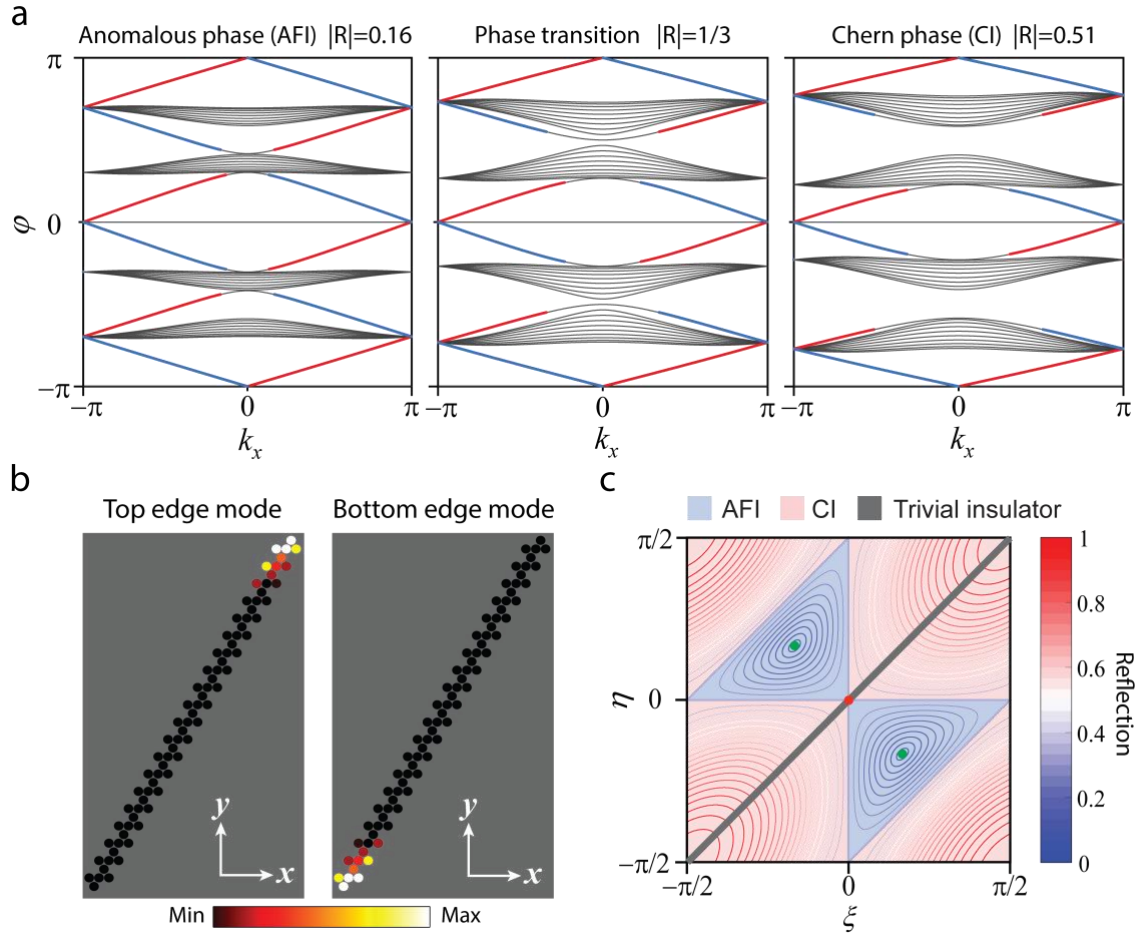 a
Anomalous phase (AFI) |R|=0.16
Phase transition |R|=1/3
Chern phase (CI) |R|=0.51
π
φ 0
−π
−π 0 π
−π 0 π
−π 0 π
kx
kx
kx
b
Top edge mode
Bottom edge mode
y
x
y
x
Min
Max
c
AFI
CI
Trivial insulator
π/2
η 0
−π/2
−π/2 0 π/2
ξ
1
0.8
0.6
0.4
0.2
0
Reflection